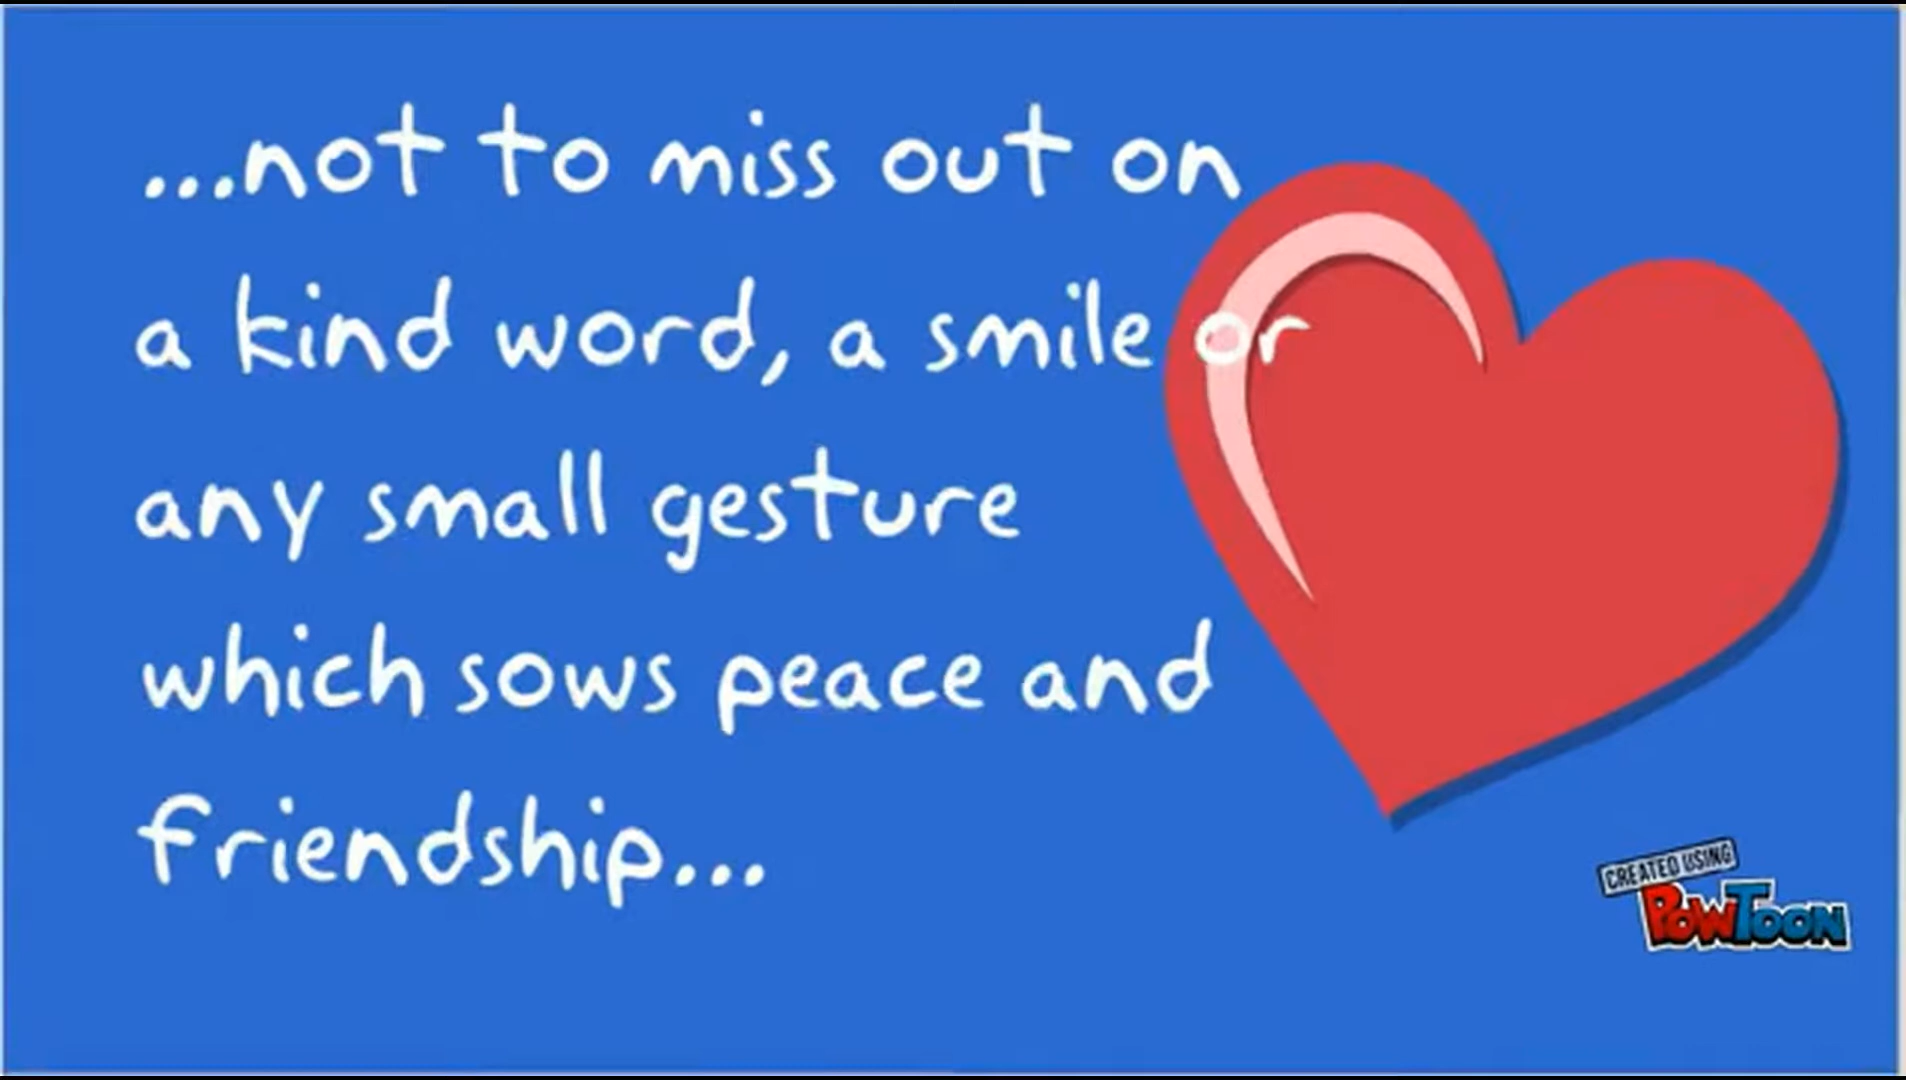 ...not to miss out on
a kind word, a smile or
any small gesture
which sows peace and
friendship...
CREATED USING
POWTOON